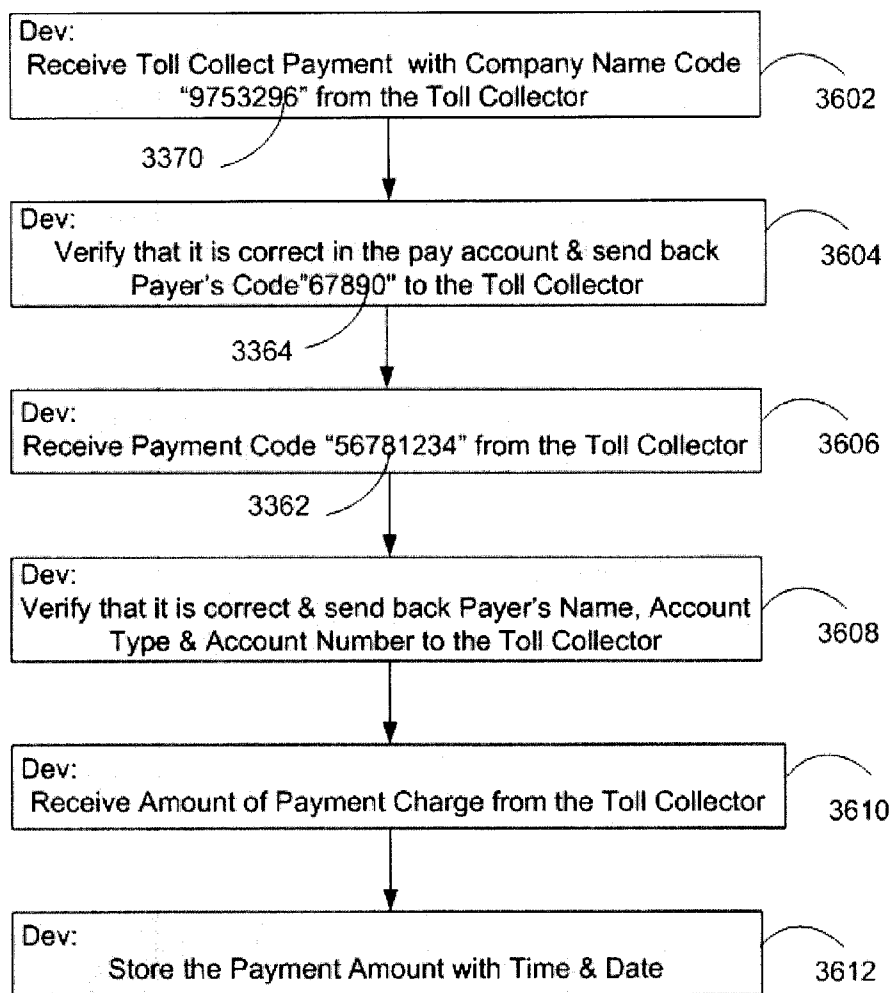 Dev:
Receive Toll Collect Payment with Company Name Code
“9753296” from the Toll Collector
3602
3370
Dev:
Verify that it is correct in the pay account & send back
Payer's Code"67890" to the Toll Collector
3604
3364
Dev:
Receive Payment Code “56781234” from the Toll Collector
3606
3362
Dev:
Verify that it is correct & send back Payer's Name, Account
Type & Account Number to the Toll Collector
3608
Dev:
Receive Amount of Payment Charge from the Toll Collector
3610
Dev:
Store the Payment Amount with Time & Date
3612